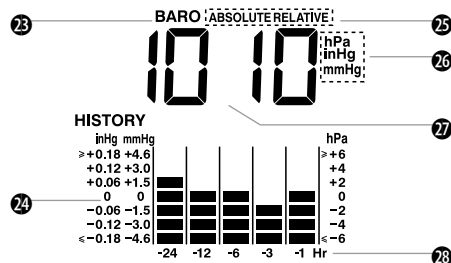 23 BARO ABSOLUTE RELATIVE 25
1010
hPa
inHg
mmHg
26
27
HISTORY
inHg mmHg hPa
≥+0.18 +4.6 ≥+6
+0.12 +3.0 +4
+0.06 +1.5 +2
24 0 0 0
−0.06 −1.5 −2
−0.12 −3.0 −4
≤−0.18 −4.6 ≤−6
-24 -12 -6 -3 -1 Hr 28